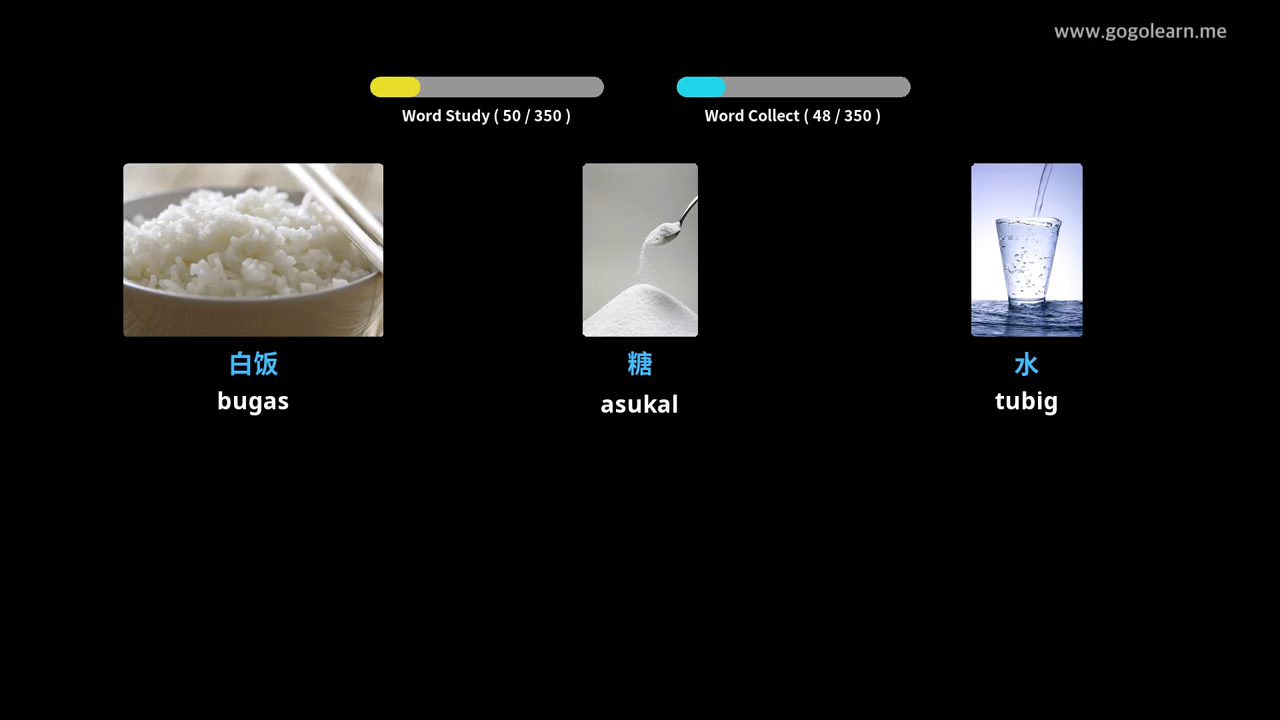 www.gogolearn.me
Word Study ( 50 / 350 )
Word Collect ( 48 / 350 )
白饭
糖
水
bugas
asukal
tubig